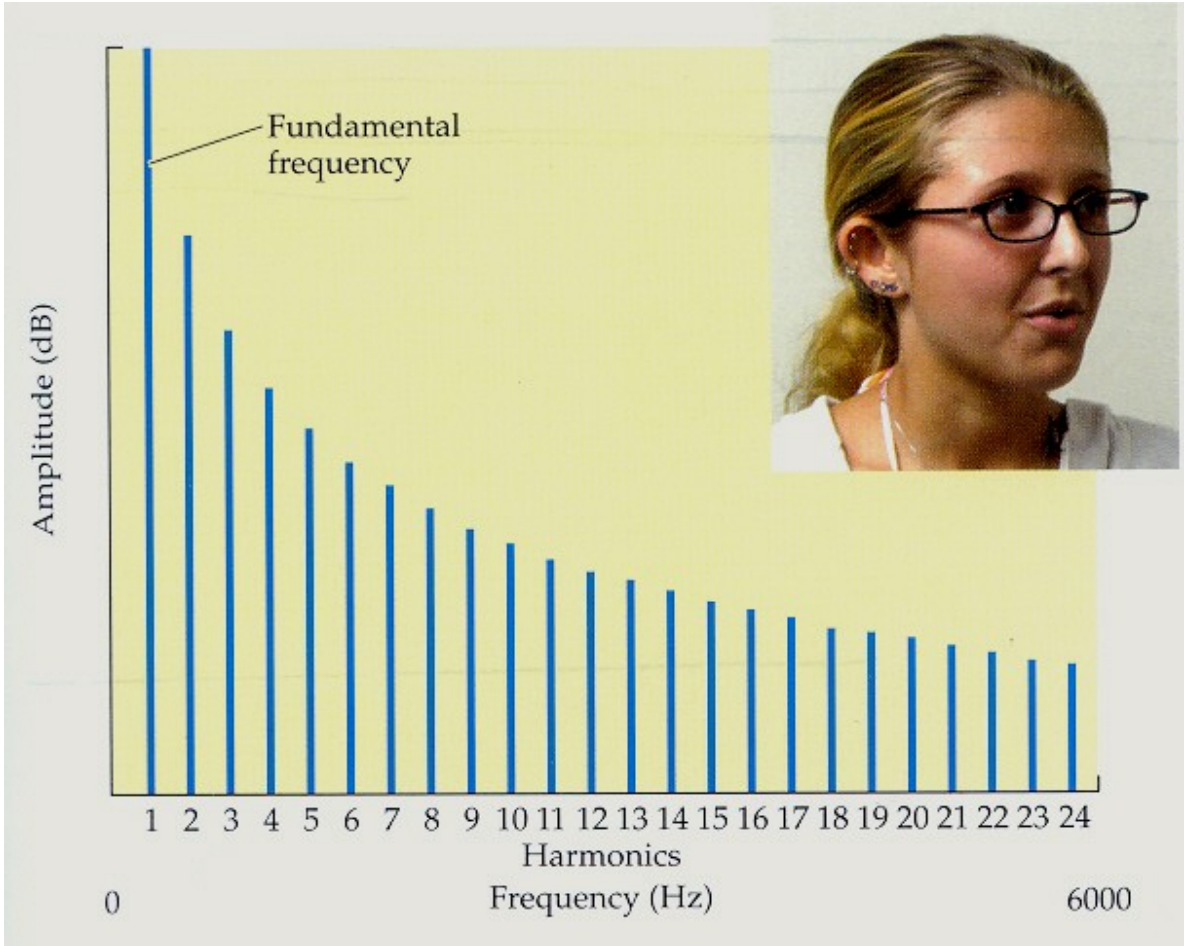 Fundamental
frequency
Amplitude (dB)
1 2 3 4 5 6 7 8 9 10 11 12 13 14 15 16 17 18 19 20 21 22 23 24
Harmonics
0 Frequency (Hz) 6000